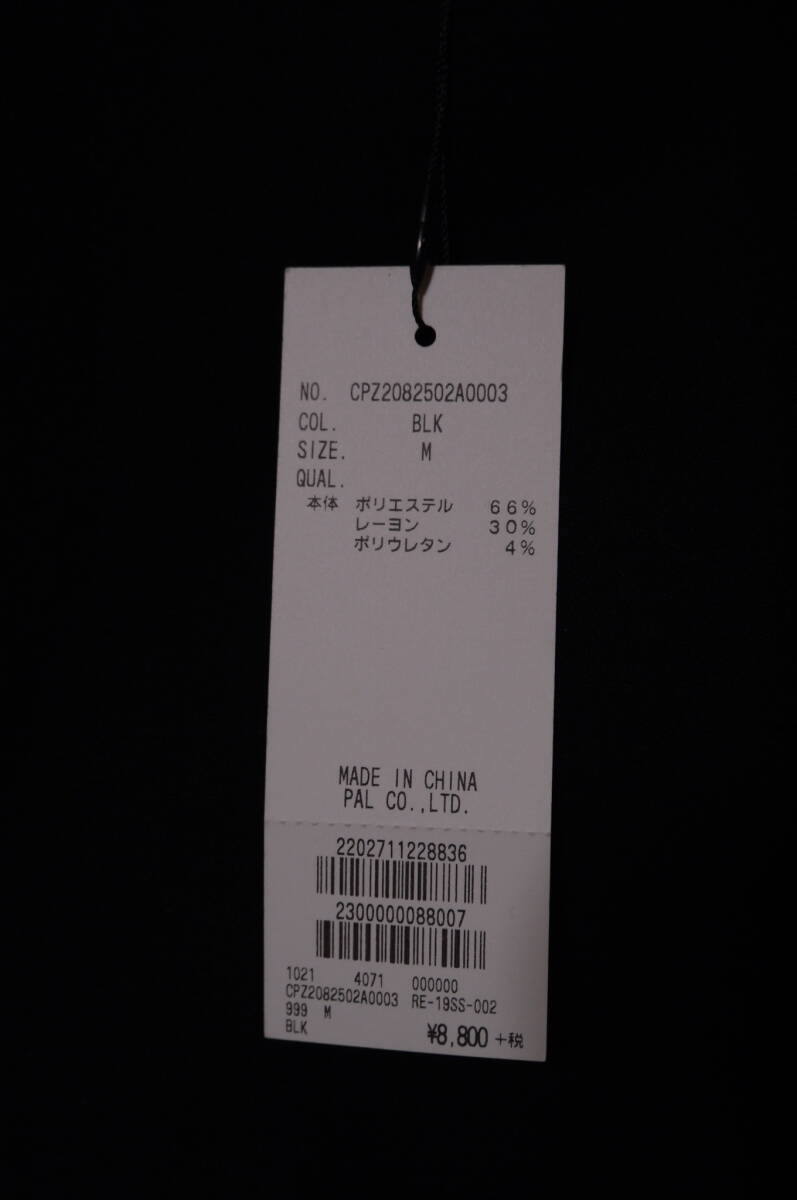 NO. CPZ2082502A0003
COL. BLK
SIZE. M
QUAL.
本体 ポリエステル 66%
レーヨン 30%
ポリウレタン 4%
MADE IN CHINA
PAL CO.,LTD.
2202711228836
2300000088007
1021 4071 000000
CPZ2082502A0003 RE-19SS-002
999 M
BLK ¥8,800 +税